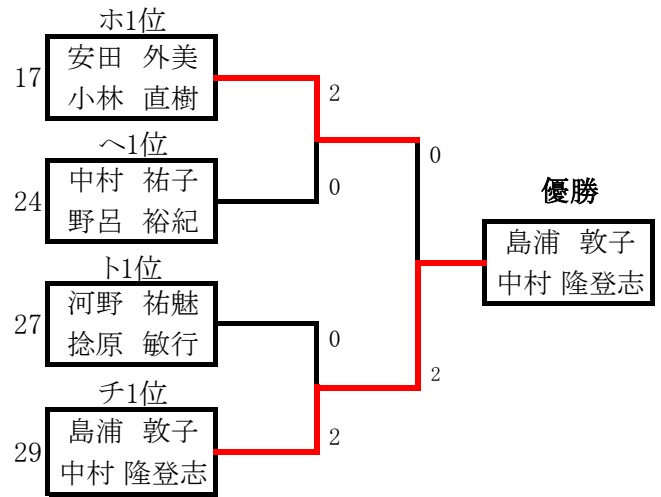 ホ1位
17
安田 外美
小林 直樹
2
0
ヘ1位
24
中村 祐子
野呂 裕紀
0
優勝
島浦 敦子
中村 隆登志
ト1位
27
河野 祐魅
捻原 敏行
0
2
チ1位
29
島浦 敦子
中村 隆登志
2